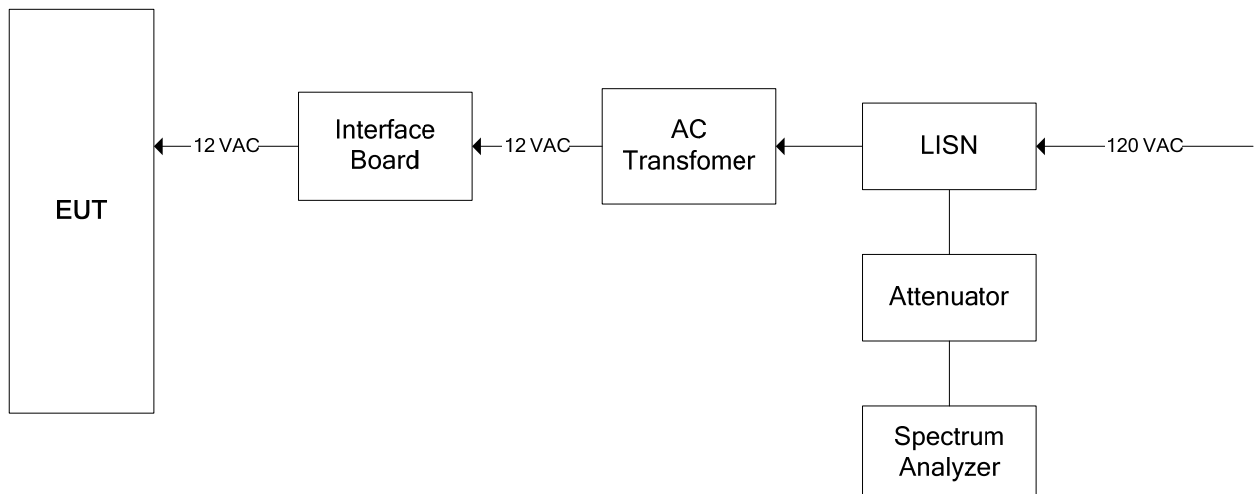 EUT
12 VAC
Interface
Board
12 VAC
AC
Transfomer
LISN
120 VAC
Attenuator
Spectrum
Analyzer